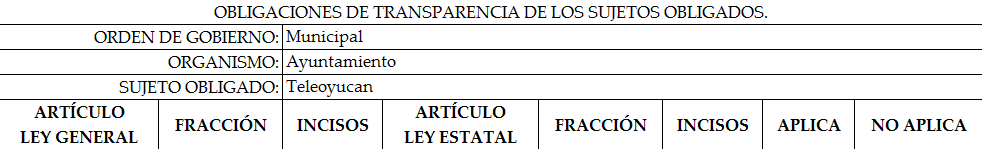 OBLIGACIONES DE TRANSPARENCIA DE LOS SUJETOS OBLIGADOS.
ORDEN DE GOBIERNO: Municipal
ORGANISMO: Ayuntamiento
SUJETO OBLIGADO: Teleoyucan
ARTÍCULO LEY GENERAL FRACCIÓN INCISOS ARTÍCULO LEY ESTATAL FRACCIÓN INCISOS APLICA NO APLICA